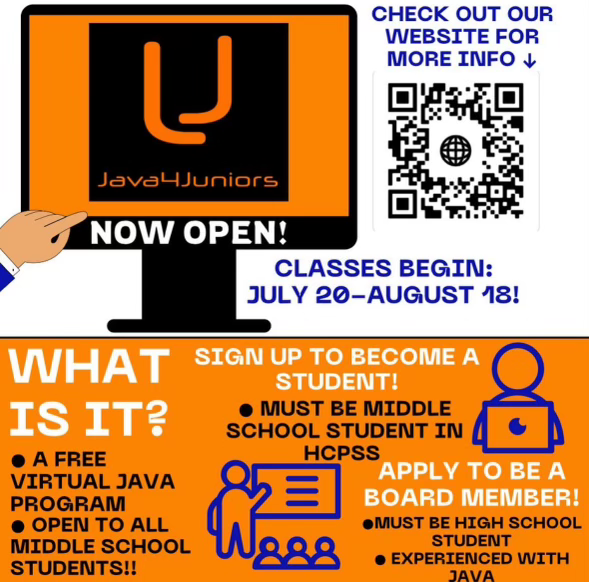 CHECK OUT OUR
WEBSITE FOR
MORE INFO ↓
Java4Juniors
NOW OPEN!
CLASSES BEGIN:
JULY 20-AUGUST 18!
WHAT
IS IT?
● A FREE
VIRTUAL JAVA
PROGRAM
● OPEN TO ALL
MIDDLE SCHOOL
STUDENTS!!
SIGN UP TO BECOME A
STUDENT!
● MUST BE MIDDLE
SCHOOL STUDENT IN
HCPSS
APPLY TO BE A
BOARD MEMBER!
●MUST BE HIGH SCHOOL
STUDENT
● EXPERIENCED WITH
JAVA